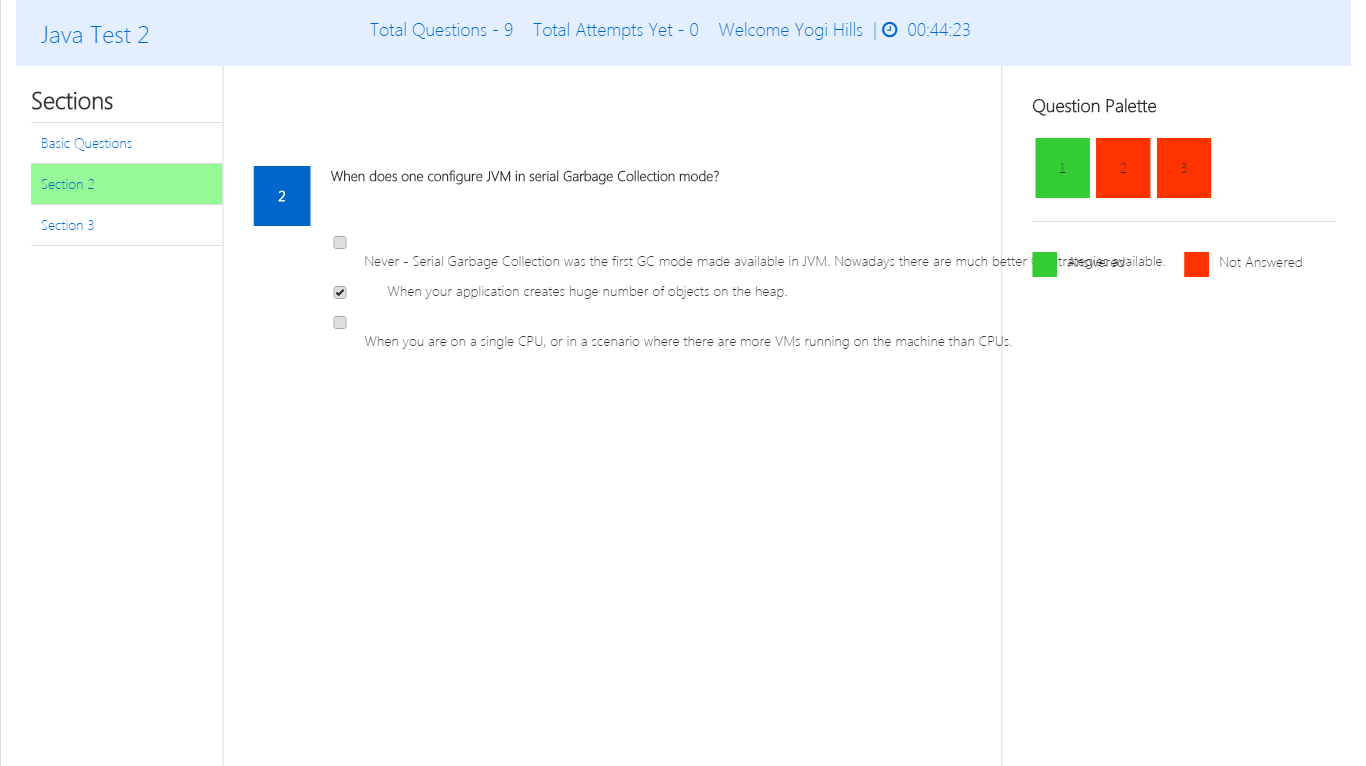 Java Test 2
Total Questions - 9 Total Attempts Yet - 0 Welcome Yogi Hills | 00:44:23
Sections
Basic Questions
Section 2
Section 3
2
When does one configure JVM in serial Garbage Collection mode?
Never - Serial Garbage Collection was the first GC mode made available in JVM. Nowadays there are much better strategies available.
When your application creates huge number of objects on the heap.
When you are on a single CPU, or in a scenario where there are more VMs running on the machine than CPUs.
Question Palette
1 2 3
Answered Not Answered